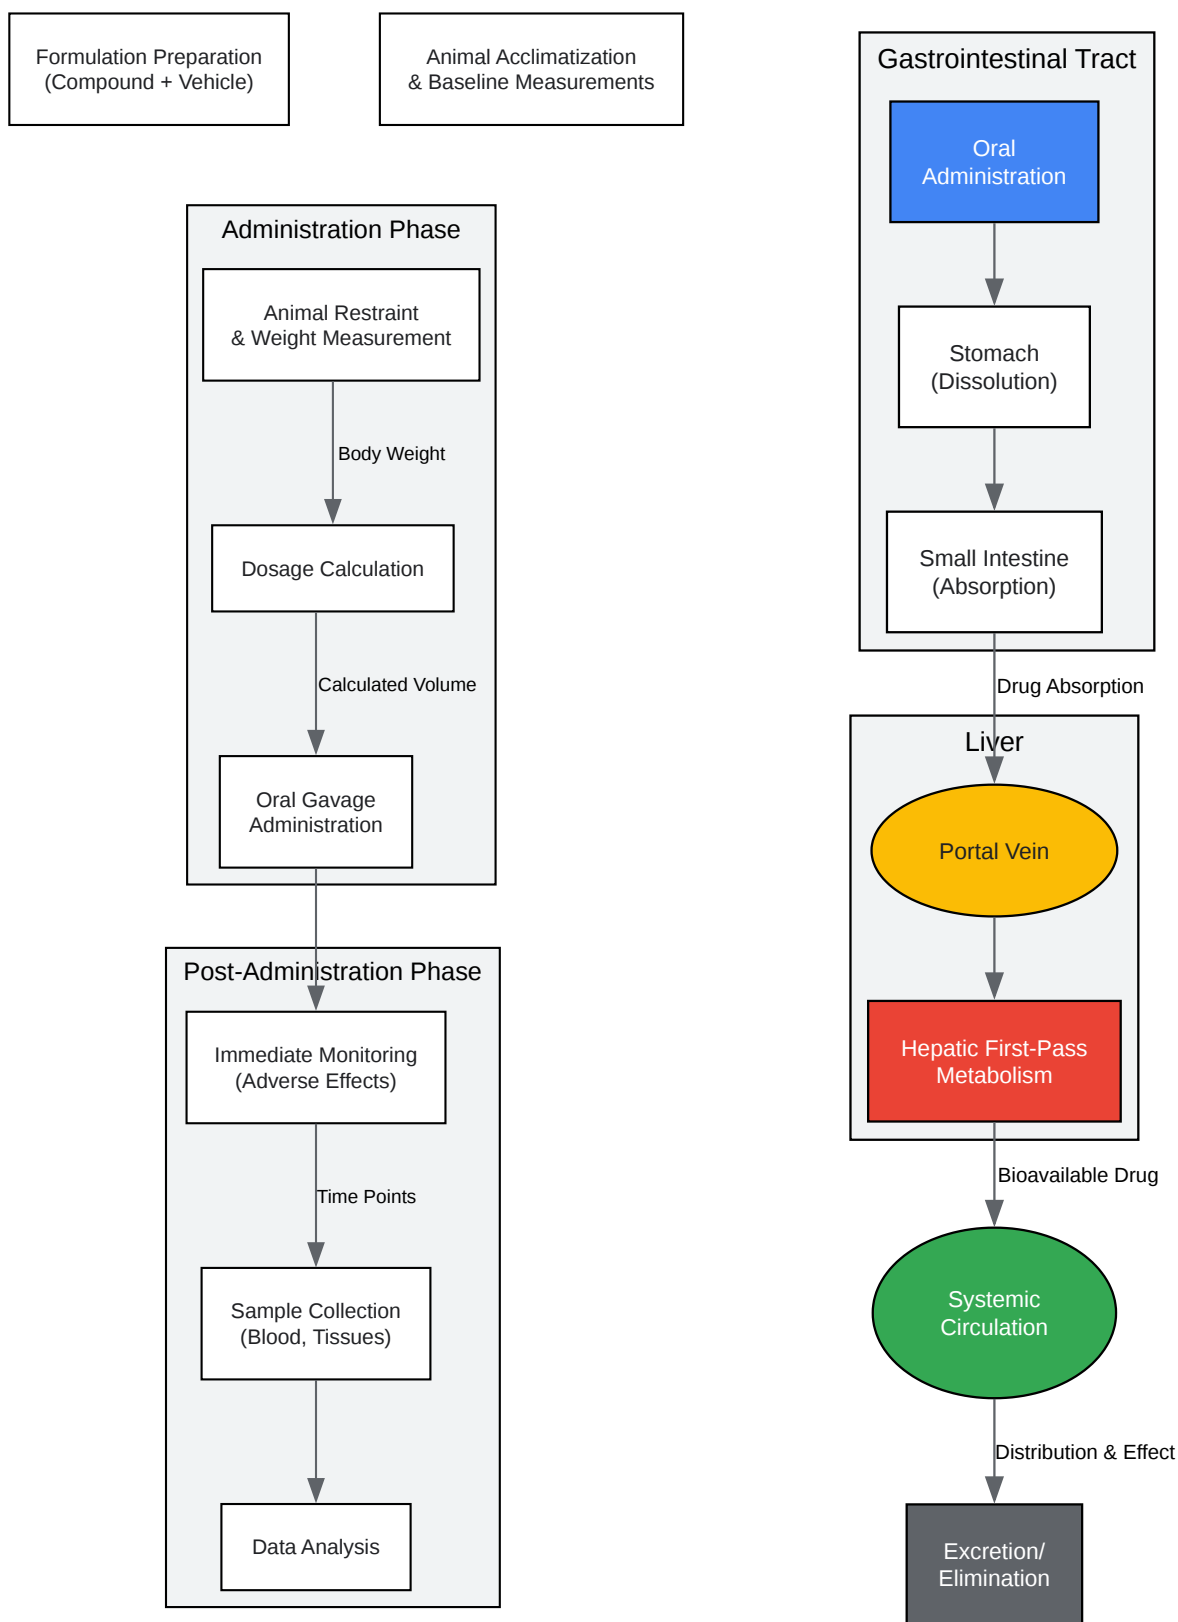 Formulation Preparation
(Compound + Vehicle)
Animal Acclimatization
& Baseline Measurements
Administration Phase
Animal Restraint
& Weight Measurement
Body Weight
Dosage Calculation
Calculated Volume
Oral Gavage
Administration
Post-Administration Phase
Immediate Monitoring
(Adverse Effects)
Time Points
Sample Collection
(Blood, Tissues)
Data Analysis
Gastrointestinal Tract
Oral
Administration
Stomach
(Dissolution)
Small Intestine
(Absorption)
Drug Absorption
Liver
Portal Vein
Hepatic First-Pass
Metabolism
Bioavailable Drug
Systemic
Circulation
Distribution & Effect
Excretion/
Elimination